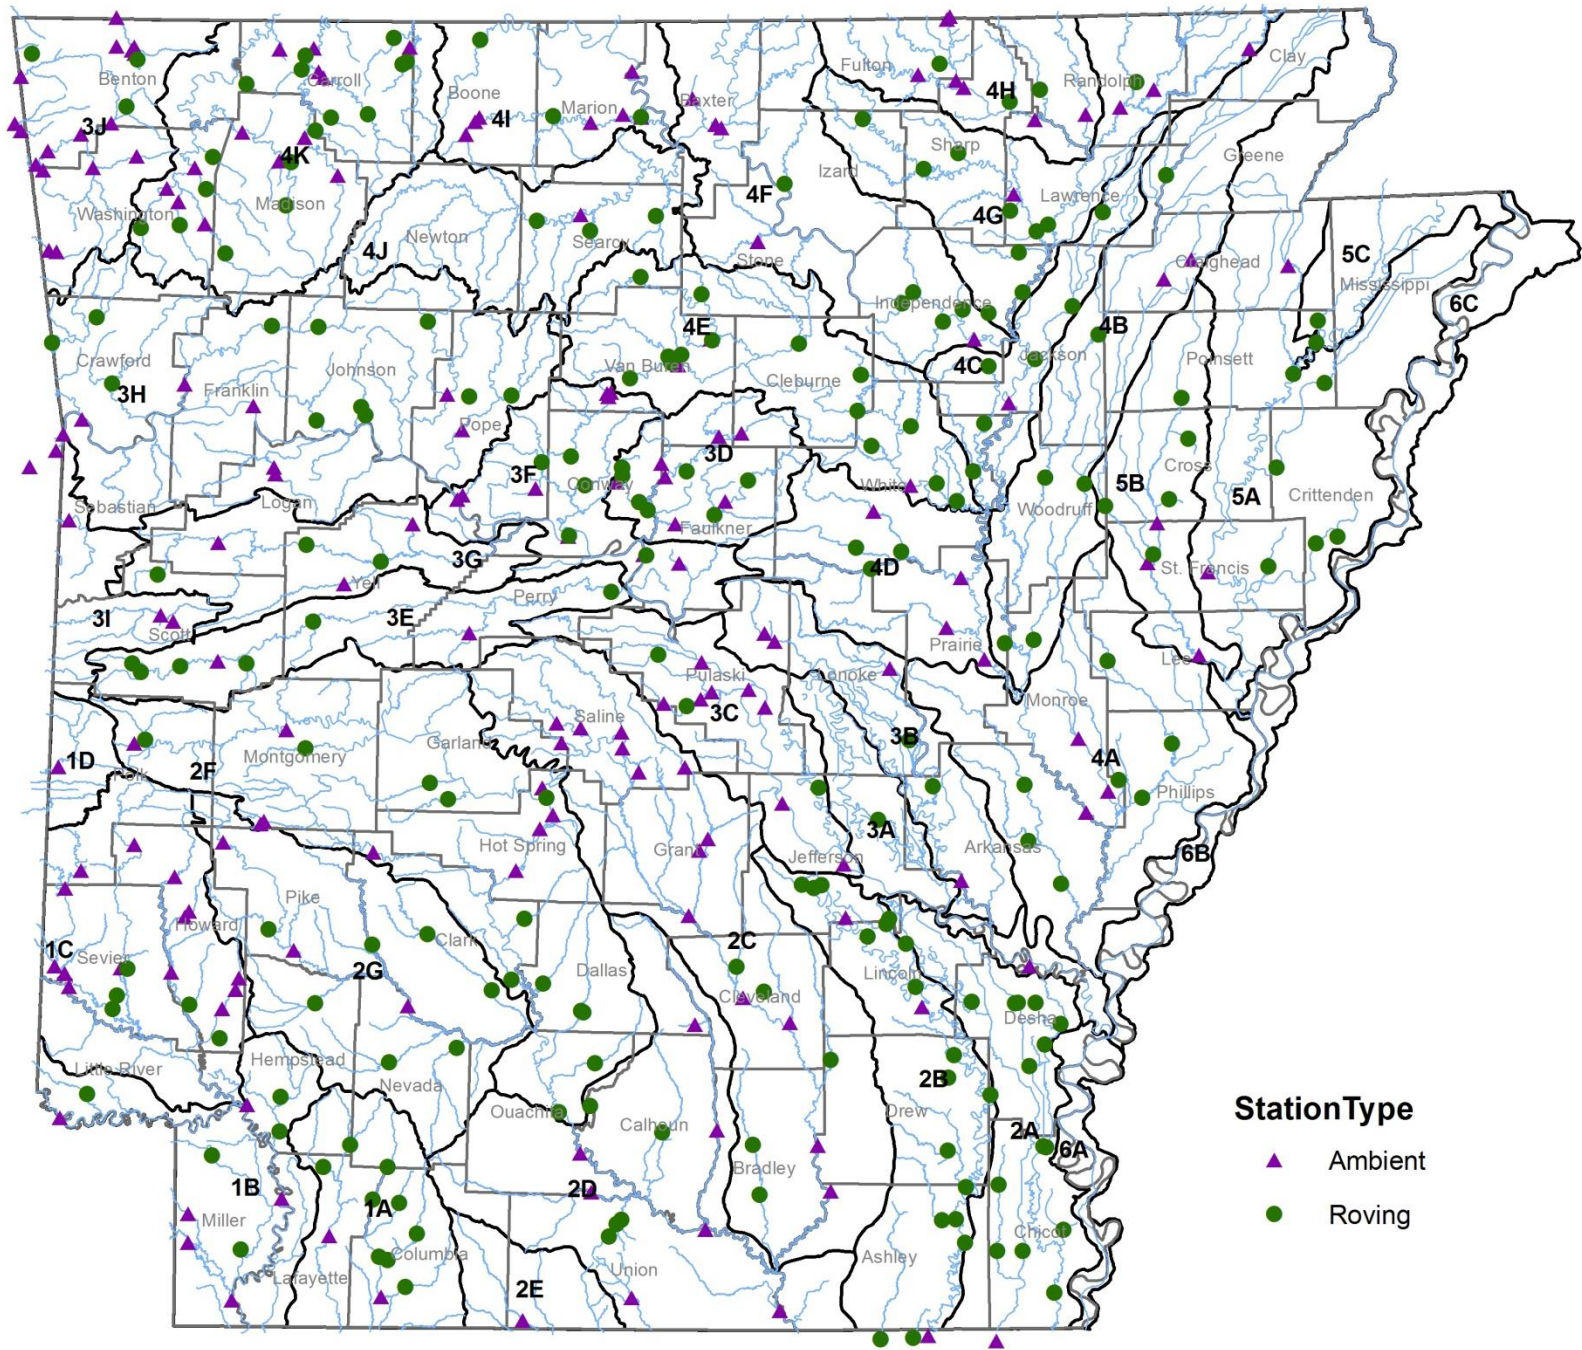 Benton
Carroll
Boone
4I
Marion
Baxter
Fulton
4H
Randolph
Clay
3J
4K
Sharp
Greene
Izard
Washington
Madison
4J
Newton
Searcy
4F
Stone
4G
Lawrence
Craighead
5C
Mississippi
6C
Independence
4E
4B
Crawford
3H
Franklin
Johnson
Van Buren
Cleburne
4C
Jackson
Poinsett
Pope
3F
Conway
3D
White
5B
Cross
5A
Crittenden
Sebastian
Logan
Faulkner
Woodruff
3G
Yell
4D
St. Francis
3I
Scott
3E
Perry
Prairie
Lee
Pulaski
Lonoke
3C
Monroe
1D
Polk
2F
Montgomery
Garland
Saline
3B
4A
Phillips
Hot Spring
Grant
3A
Jefferson
Arkansas
6B
Pike
Howard
1C
Sevier
2G
Clark
Dallas
2C
Cleveland
Lincoln
Desha
Little River
Hempstead
Nevada
Ouachita
Calhoun
2B
Drew
2A
6A
1B
Miller
1A
2D
Bradley
Columbia
Lafayette
2E
Union
Ashley
Chicot
StationType
Ambient
Roving